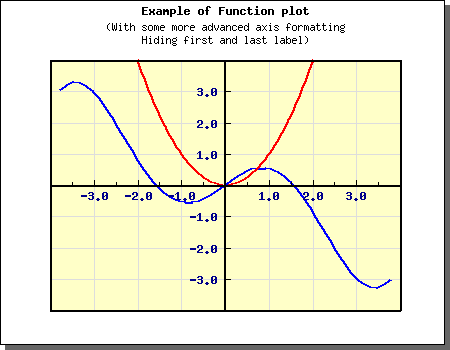 Example of Function plot
(With some more advanced axis formatting
Hiding first and last label)
3.0
2.0
1.0
-3.0 -2.0 -1.0 1.0 2.0 3.0
-1.0
-2.0
-3.0